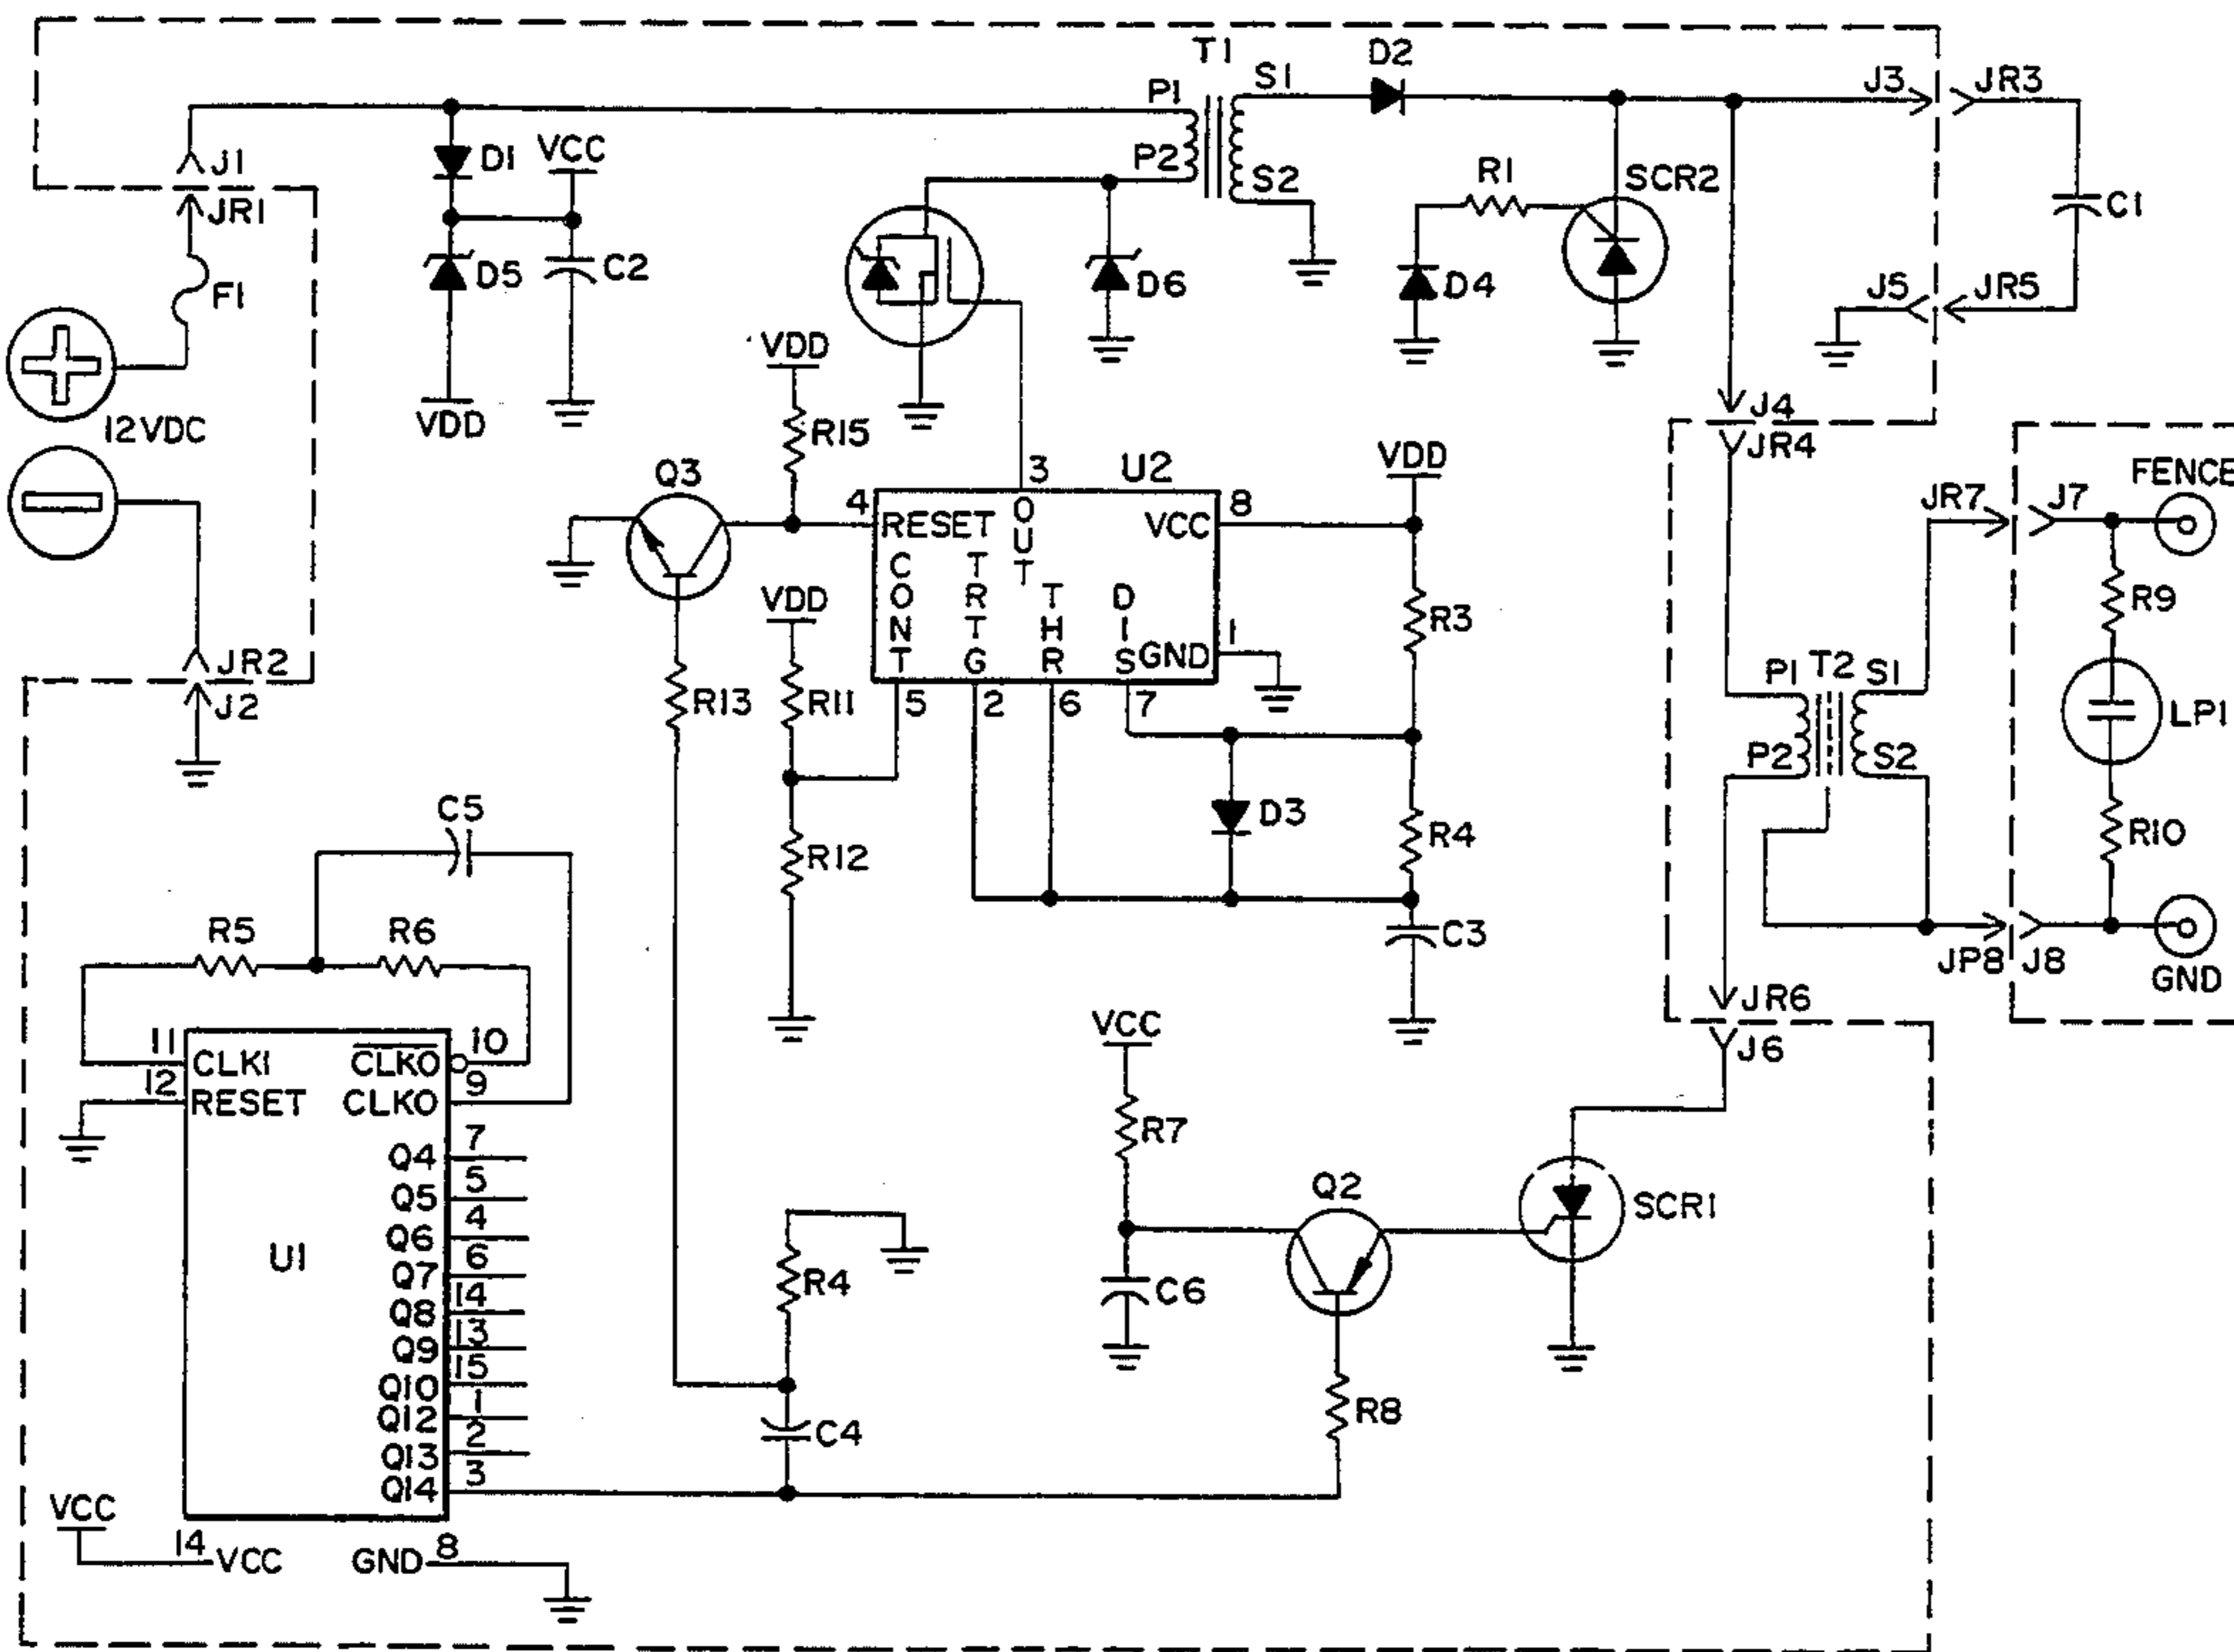 T1
D2
P1
S1
J3
JR3
J1
D1
VCC
P2
S2
R1
SCR2
C1
JR1
D5
C2
D6
D4
J5
JR5
F1
VDD
12VDC
VDD
R15
J4
JR4
Q3
3
U2
VDD
FENCE
4
RESET
OUT
VCC
8
JR7
J7
CONT
TRTG
THR
DIS
GND
1
VDD
R3
R9
JR2
J2
R13
R11
5
2
6
7
P1
T2
S1
LP1
P2
S2
C5
R12
D3
R4
R10
R5
R6
C3
JP8
J8
GND
JR6
J6
11
CLK1
CLKO
10
12
RESET
CLKO
9
VCC
Q4
7
R7
Q5
5
Q6
4
Q2
SCR1
U1
Q7
6
R4
C6
Q8
14
Q9
13
Q10
15
Q12
1
R8
Q13
2
C4
Q14
3
VCC
14
VCC
GND
8